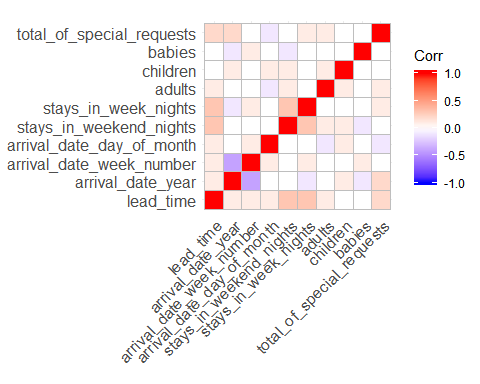 total_of_special_requests
babies
children
adults
stays_in_week_nights
stays_in_weekend_nights
arrival_date_day_of_month
arrival_date_week_number
arrival_date_year
lead_time
lead_time
arrival_date_year
arrival_date_week_number
arrival_date_day_of_month
stays_in_weekend_nights
stays_in_week_nights
adults
children
babies
total_of_special_requests
Corr
1.0
0.5
0.0
-0.5
-1.0